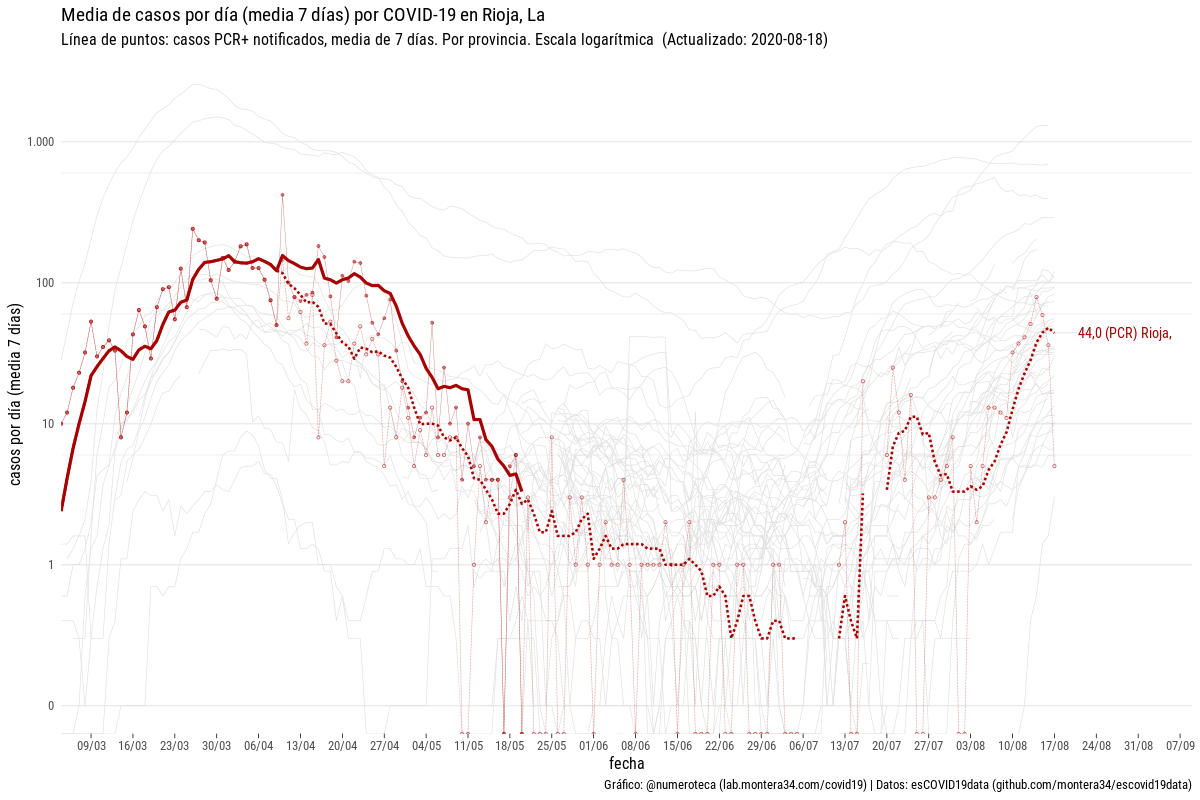 Media de casos por día (media 7 días) por COVID-19 en Rioja, La
Línea de puntos: casos PCR+ notificados, media de 7 días. Por provincia. Escala logarítmica (Actualizado: 2020-08-18)
casos por día (media 7 días)
1.000
100
10
1
0
44,0 (PCR) Rioja,
09/03 16/03 23/03 30/03 06/04 13/04 20/04 27/04 04/05 11/05 18/05 25/05 01/06 08/06 15/06 22/06 29/06 06/07 13/07 20/07 27/07 03/08 10/08 17/08 24/08 31/08 07/09
fecha
Gráfico: @numeroteca (lab.montera34.com/covid19) | Datos: esCOVID19data (github.com/montera34/escovid19data)